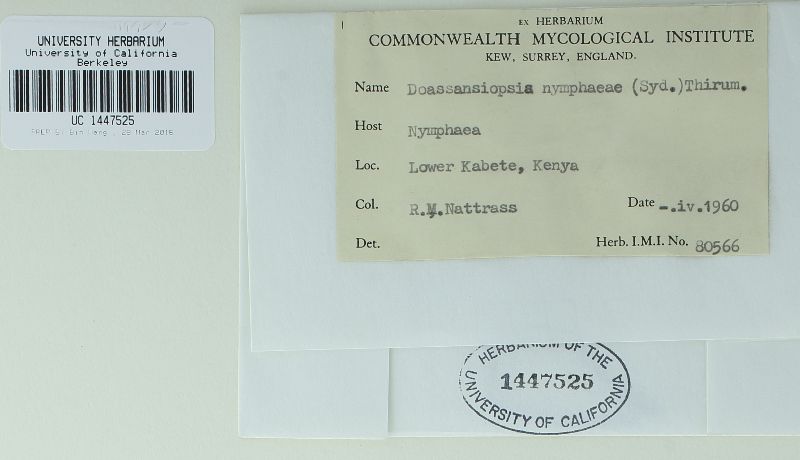 UNIVERSITY HERBARIUM
University of California
Berkeley
UC 1447525
EX HERBARIUM
COMMONWEALTH MYCOLOGICAL INSTITUTE
KEW, SURREY, ENGLAND.
Name Doassansiopsia nymphaeae (Syd.)Thirum.
Host Nymphaea
Loc. Lower Kabete, Kenya
Col. R.M.Nattrass Date -.iv.1960
Det. Herb. I.M.I. No. 80566
HERBARIUM OF THE
1447525
UNIVERSITY OF CALIFORNIA